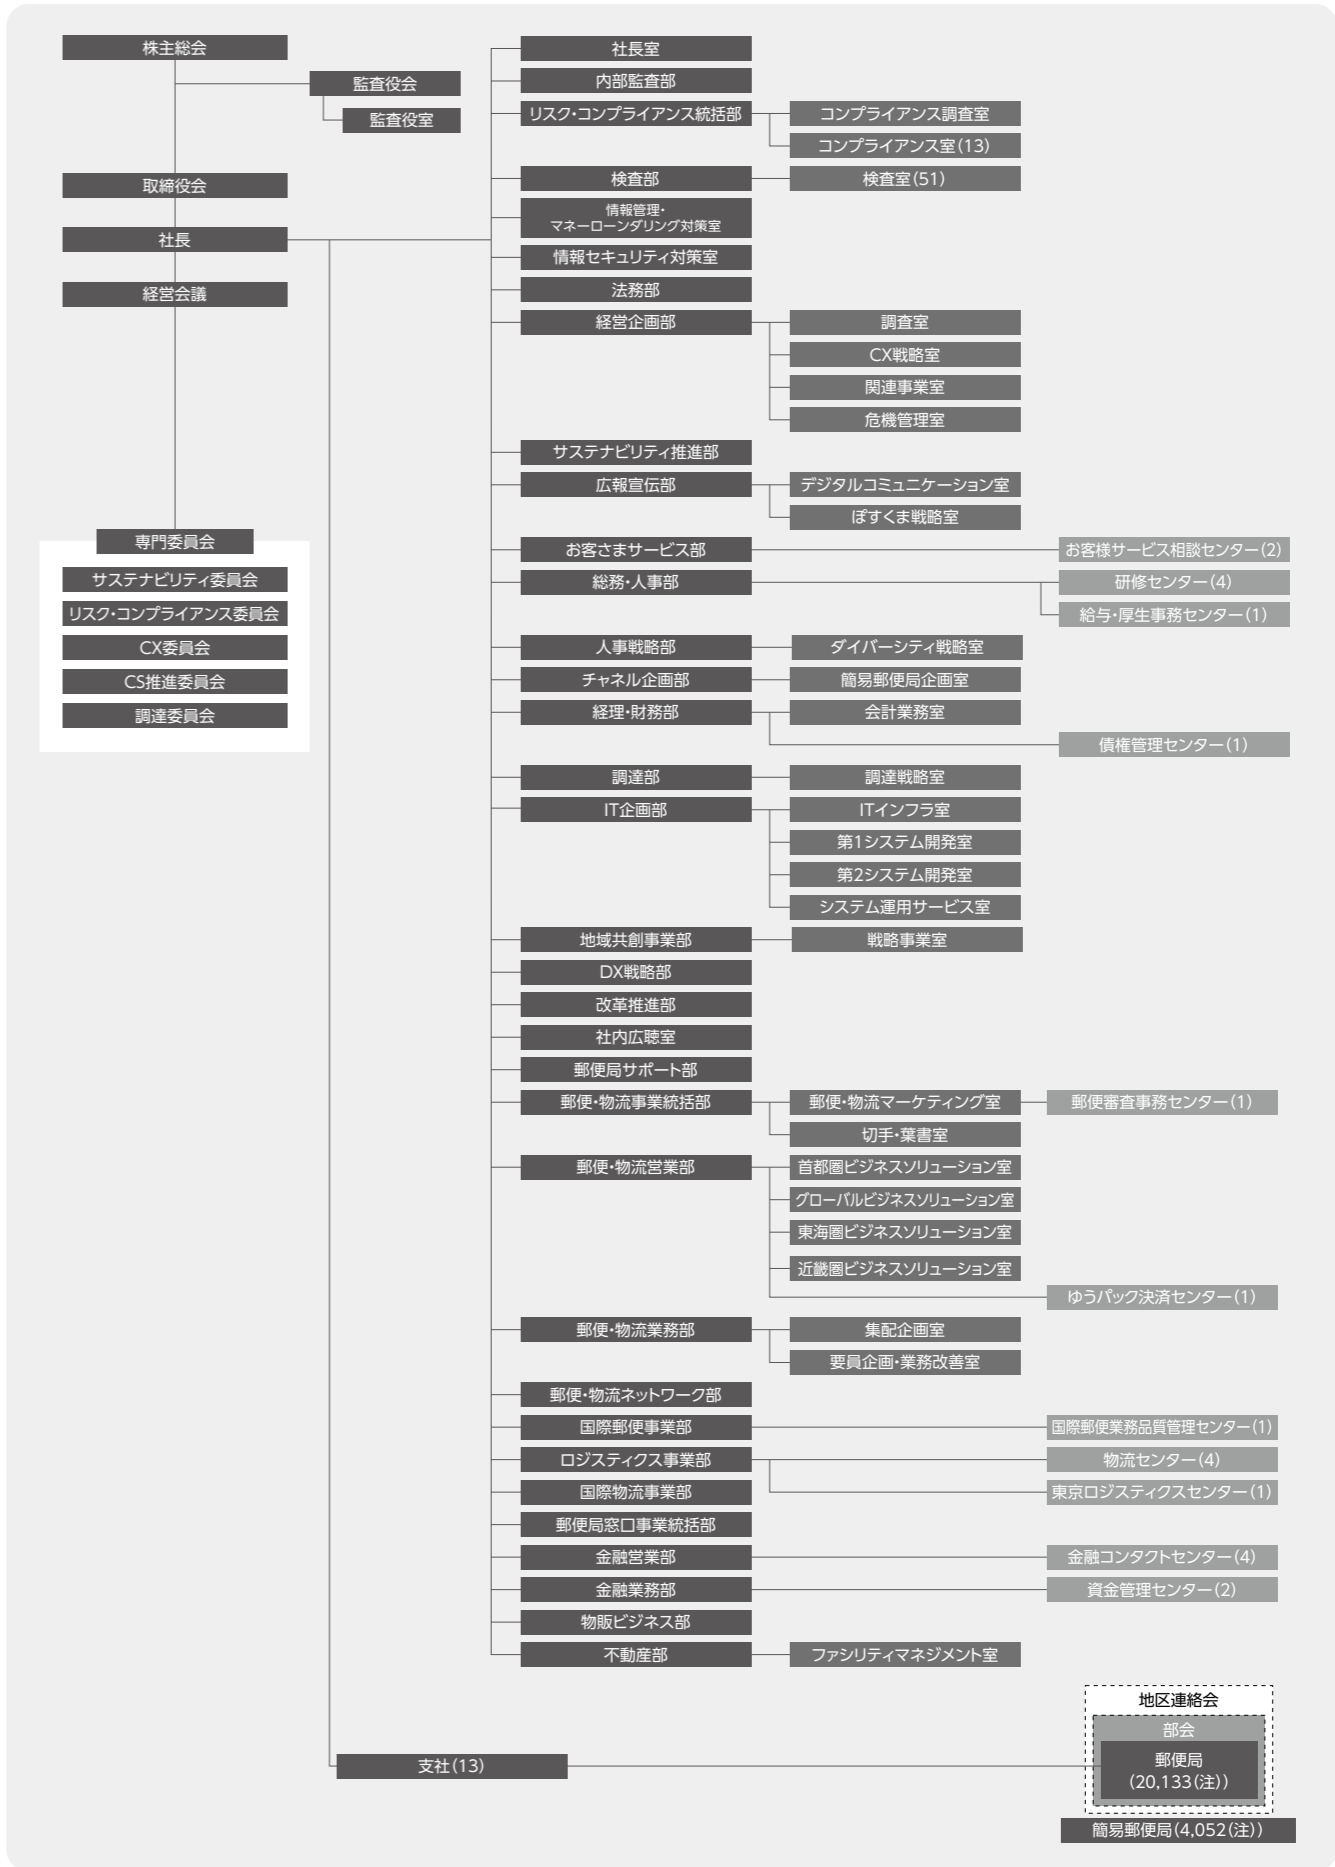 株主総会
監査役会
監査役室
取締役会
社長
経営会議
専門委員会
サステナビリティ委員会
リスク・コンプライアンス委員会
CX委員会
CS推進委員会
調達委員会
社長室
内部監査部
リスク・コンプライアンス統括部
コンプライアンス調査室
コンプライアンス室(13)
検査部
検査室(51)
情報管理・
マネーローンダリング対策室
情報セキュリティ対策室
法務部
経営企画部
調査室
CX戦略室
関連事業室
危機管理室
サステナビリティ推進部
広報宣伝部
デジタルコミュニケーション室
ぽすくま戦略室
お客さまサービス部
お客様サービス相談センター(2)
総務・人事部
研修センター(4)
給与・厚生事務センター(1)
人事戦略部
ダイバーシティ戦略室
チャネル企画部
簡易郵便局企画室
経理・財務部
会計業務室
債権管理センター(1)
調達部
調達戦略室
IT企画部
ITインフラ室
第1システム開発室
第2システム開発室
システム運用サービス室
地域共創事業部
戦略事業室
DX戦略部
改革推進部
社内広聴室
郵便局サポート部
郵便・物流事業統括部
郵便・物流マーケティング室
郵便審査事務センター(1)
切手・葉書室
郵便・物流営業部
首都圏ビジネスソリューション室
グローバルビジネスソリューション室
東海圏ビジネスソリューション室
近畿圏ビジネスソリューション室
ゆうパック決済センター(1)
郵便・物流業務部
集配企画室
要員企画・業務改善室
郵便・物流ネットワーク部
国際郵便事業部
国際郵便業務品質管理センター(1)
ロジスティクス事業部
物流センター(4)
国際物流事業部
東京ロジスティクスセンター(1)
郵便局窓口事業統括部
金融営業部
金融コンタクトセンター(4)
金融業務部
資金管理センター(2)
物販ビジネス部
不動産部
ファシリティマネジメント室
支社(13)
地区連絡会
部会
郵便局
(20,133(注))
簡易郵便局(4,052(注))